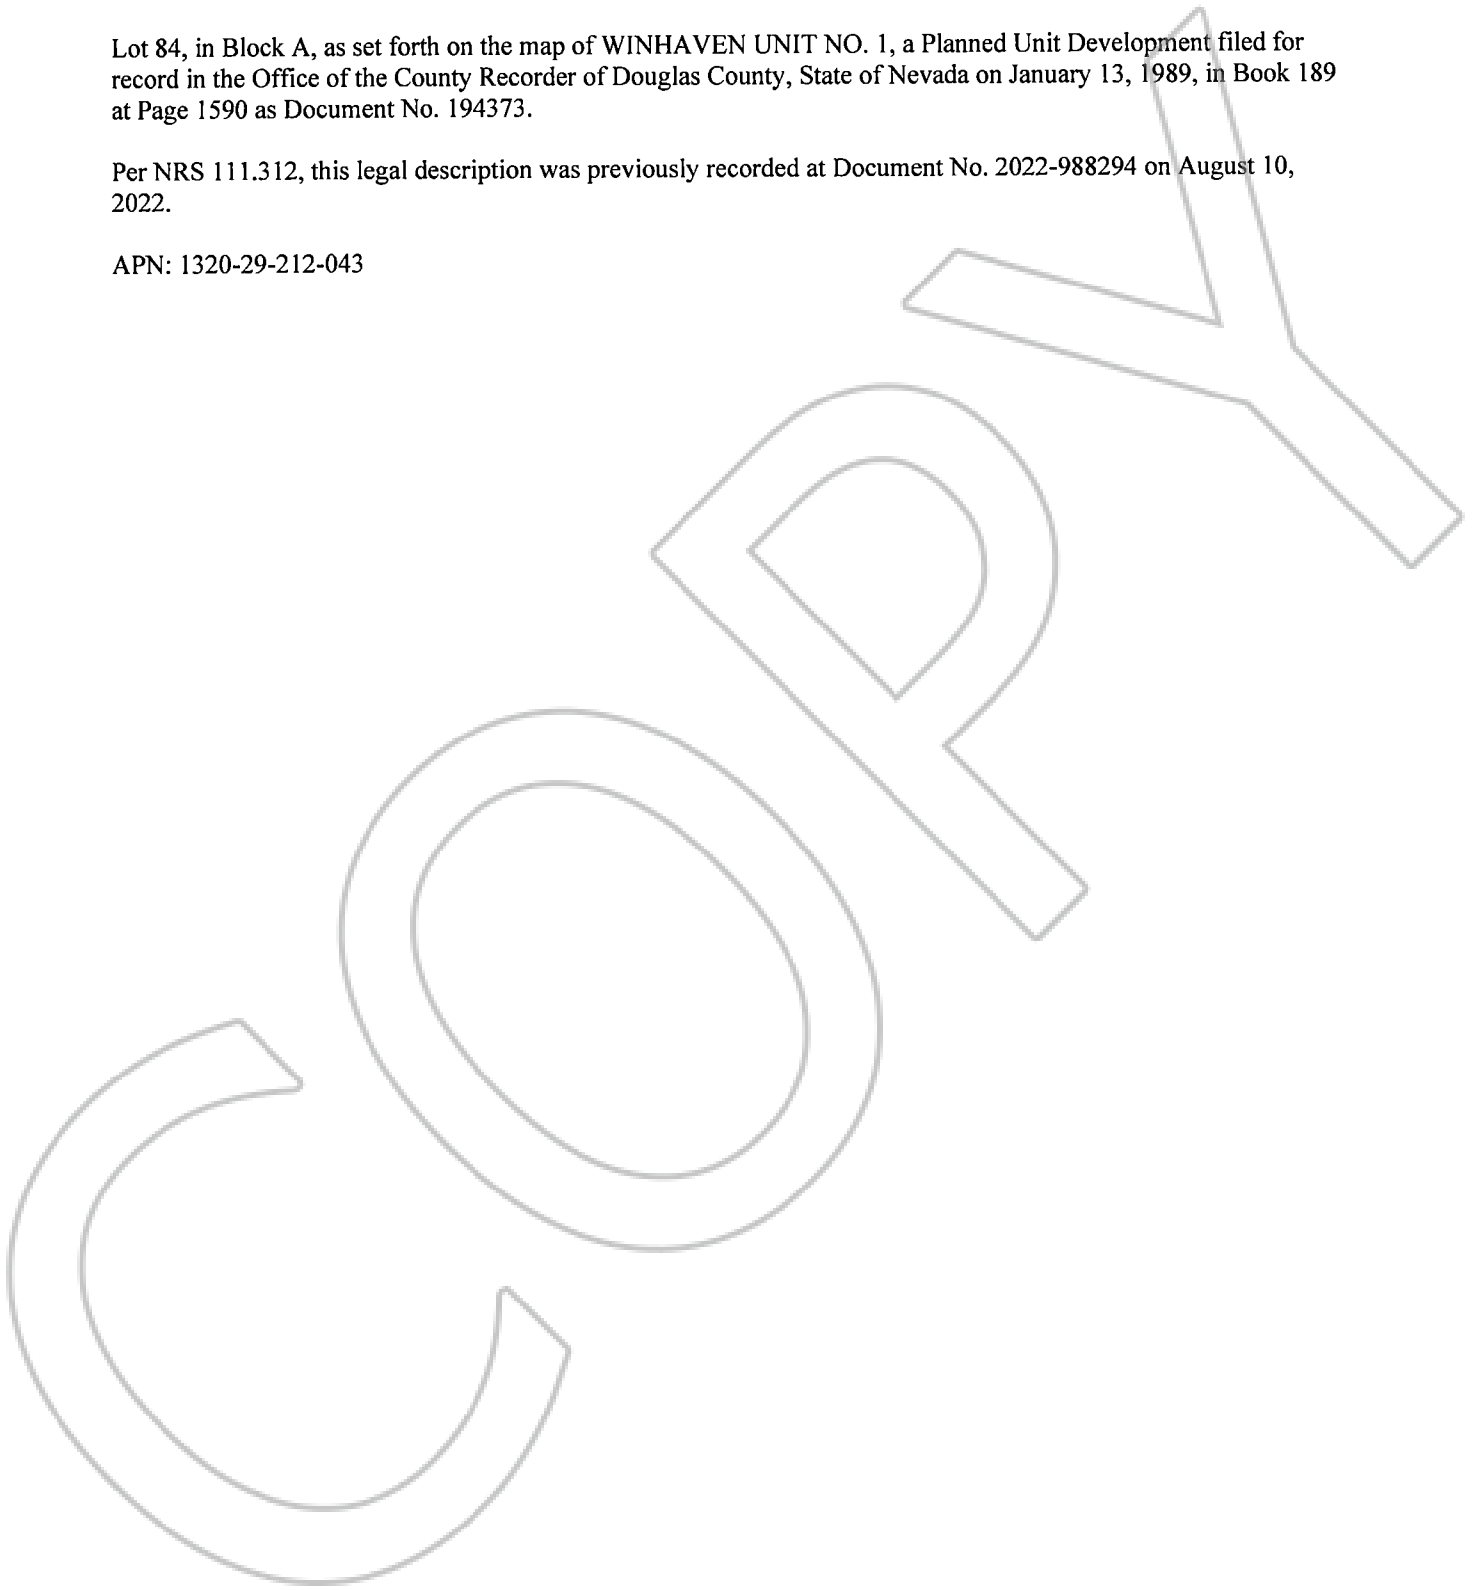 Lot 84, in Block A, as set forth on the map of WINHAVEN UNIT NO. 1, a Planned Unit Development filed for
record in the Office of the County Recorder of Douglas County, State of Nevada on January 13, 1989, in Book 189
at Page 1590 as Document No. 194373.
Per NRS 111.312, this legal description was previously recorded at Document No. 2022-988294 on August 10,
2022.
APN: 1320-29-212-043
COPY